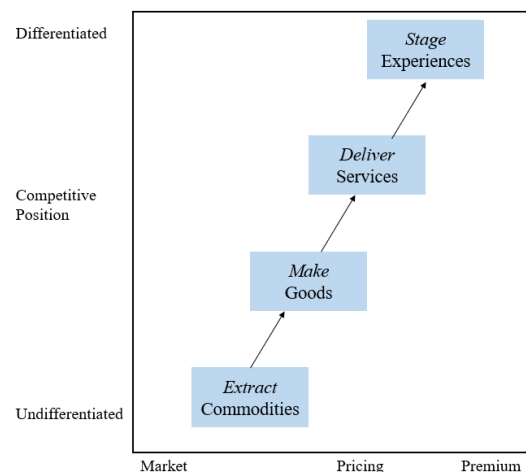 Differentiated
Stage
Experiences
Deliver
Services
Competitive
Position
Make
Goods
Extract
Commodities
Undifferentiated
Market
Pricing
Premium